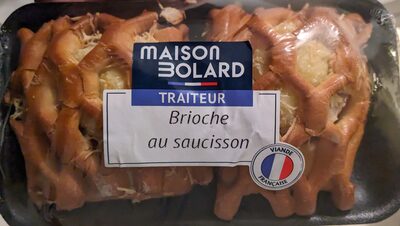 MAISON
BOLARD
TRAITEUR
Brioche
au saucisson
VIANDE
FRANÇAISE